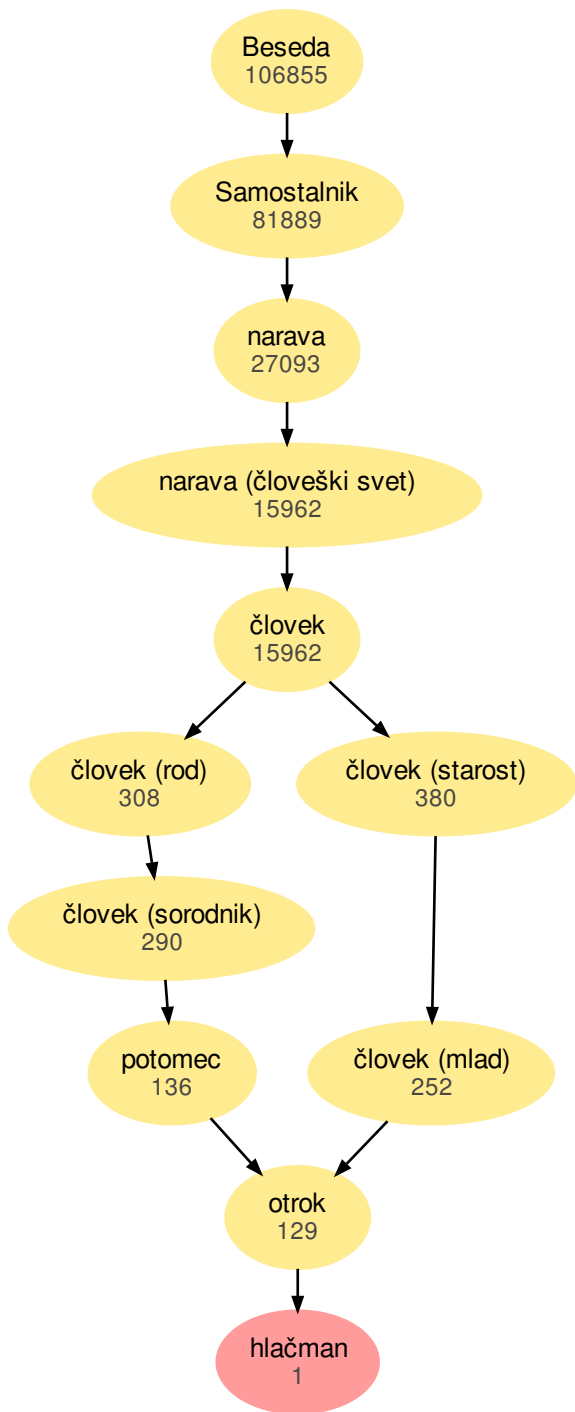 Beseda
106855
Samostalnik
81889
narava
27093
narava (človeški svet)
15962
človek
15962
človek (rod)
308
človek (starost)
380
človek (sorodnik)
290
potomec
136
človek (mlad)
252
otrok
129
hlačman
1